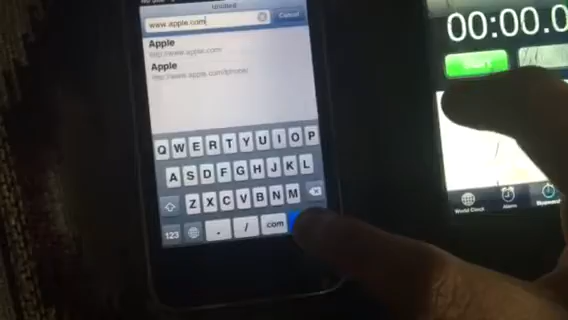 Untitled
www.apple.com
Cancel
Apple
http://www.apple.com/
Apple
http://www.apple.com/iphone/
Q W E R T Y U I O P
A S D F G H J K L
Z X C V B N M
123 . / .com
00:00.0
World Clock Alarm Stopwatch